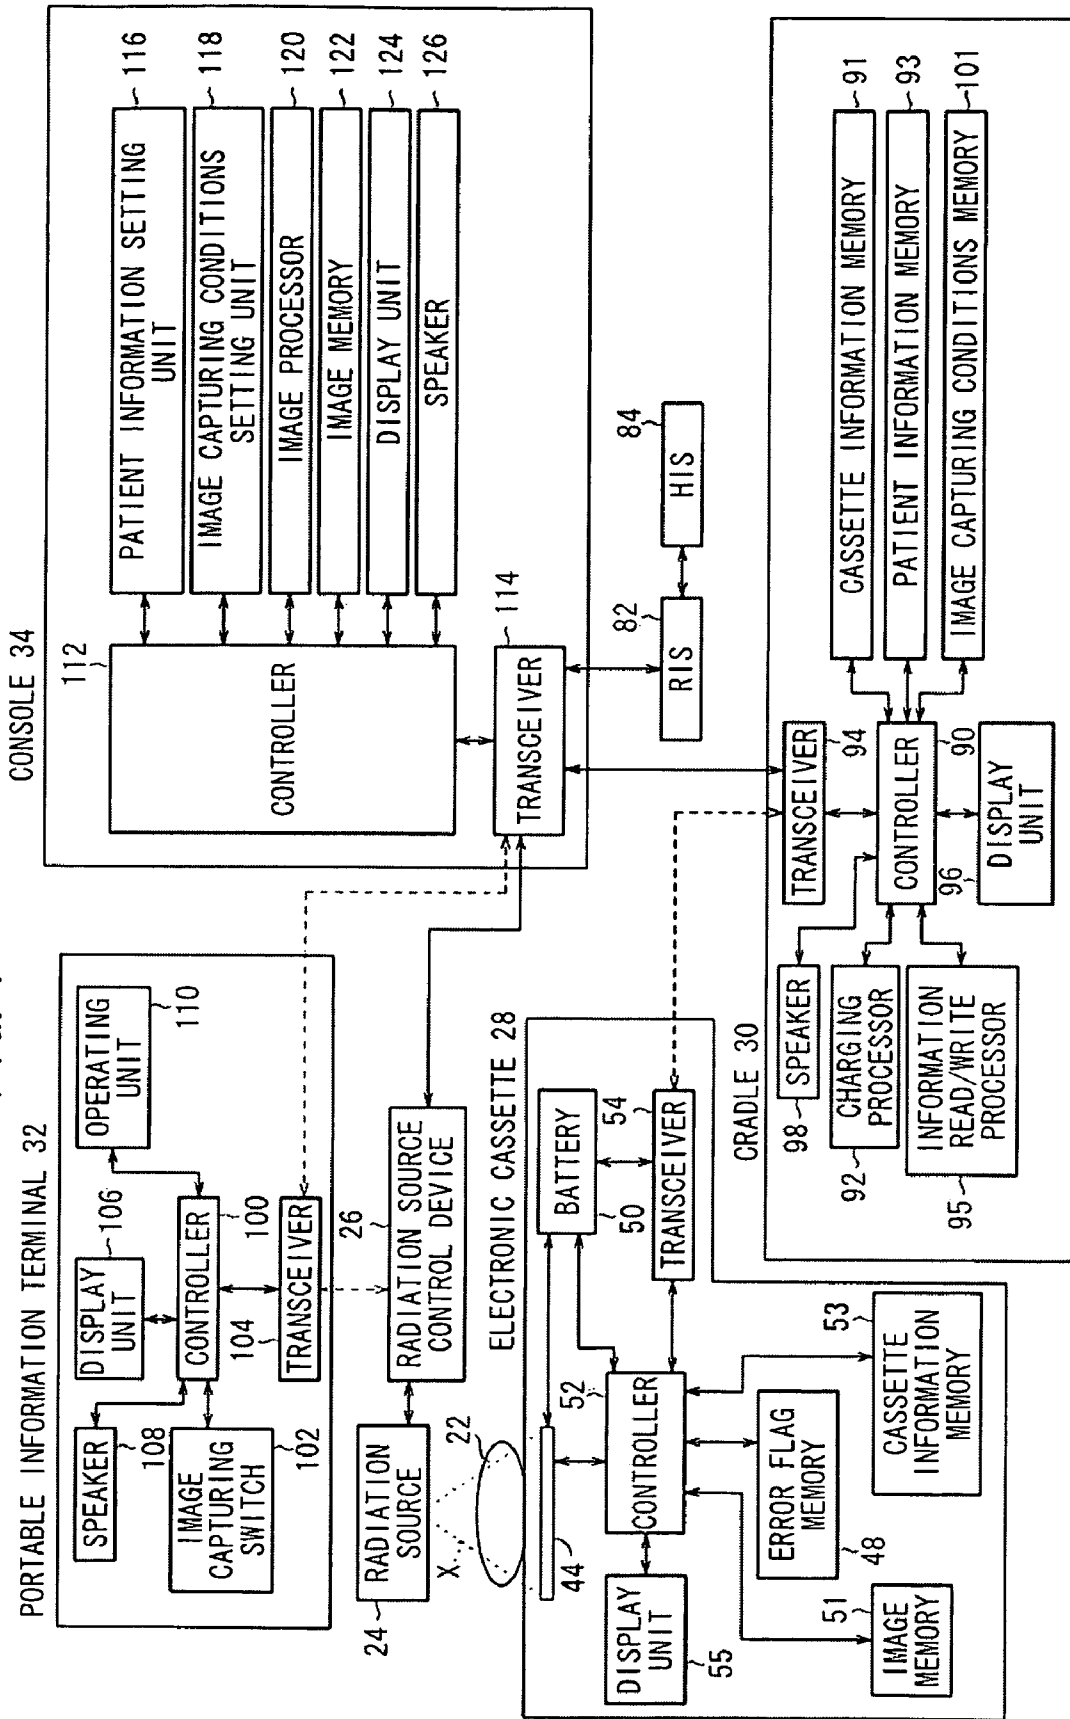 PORTABLE INFORMATION TERMINAL 32
SPEAKER
108
IMAGE
CAPTURING
SWITCH
102
DISPLAY
UNIT
106
CONTROLLER
100
104
TRANSCEIVER
OPERATING
UNIT
110
24
RADIATION
SOURCE
26
RADIATION SOURCE
CONTROL DEVICE
X
22
ELECTRONIC CASSETTE 28
44
BATTERY
50
52
CONTROLLER
54
TRANSCEIVER
DISPLAY
UNIT
55
51
IMAGE
MEMORY
ERROR FLAG
MEMORY
48
53
CASSETTE
INFORMATION
MEMORY
CONSOLE 34
112
CONTROLLER
PATIENT INFORMATION SETTING
UNIT
116
IMAGE CAPTURING CONDITIONS
SETTING UNIT
118
IMAGE PROCESSOR
120
IMAGE MEMORY
122
DISPLAY UNIT
124
SPEAKER
126
114
TRANSCEIVER
82
RIS
84
HIS
CRADLE 30
98
SPEAKER
92
CHARGING
PROCESSOR
95
INFORMATION
READ/WRITE
PROCESSOR
TRANSCEIVER
94
CONTROLLER
90
96
DISPLAY
UNIT
CASSETTE INFORMATION MEMORY
91
PATIENT INFORMATION MEMORY
93
IMAGE CAPTURING CONDITIONS MEMORY
101